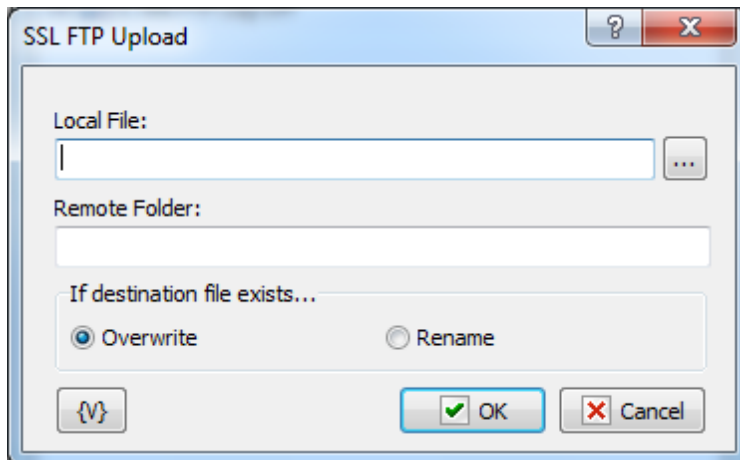 SSL FTP Upload
?
Local File:
...
Remote Folder:
If destination file exists...
Overwrite
Rename
{V}
OK
Cancel